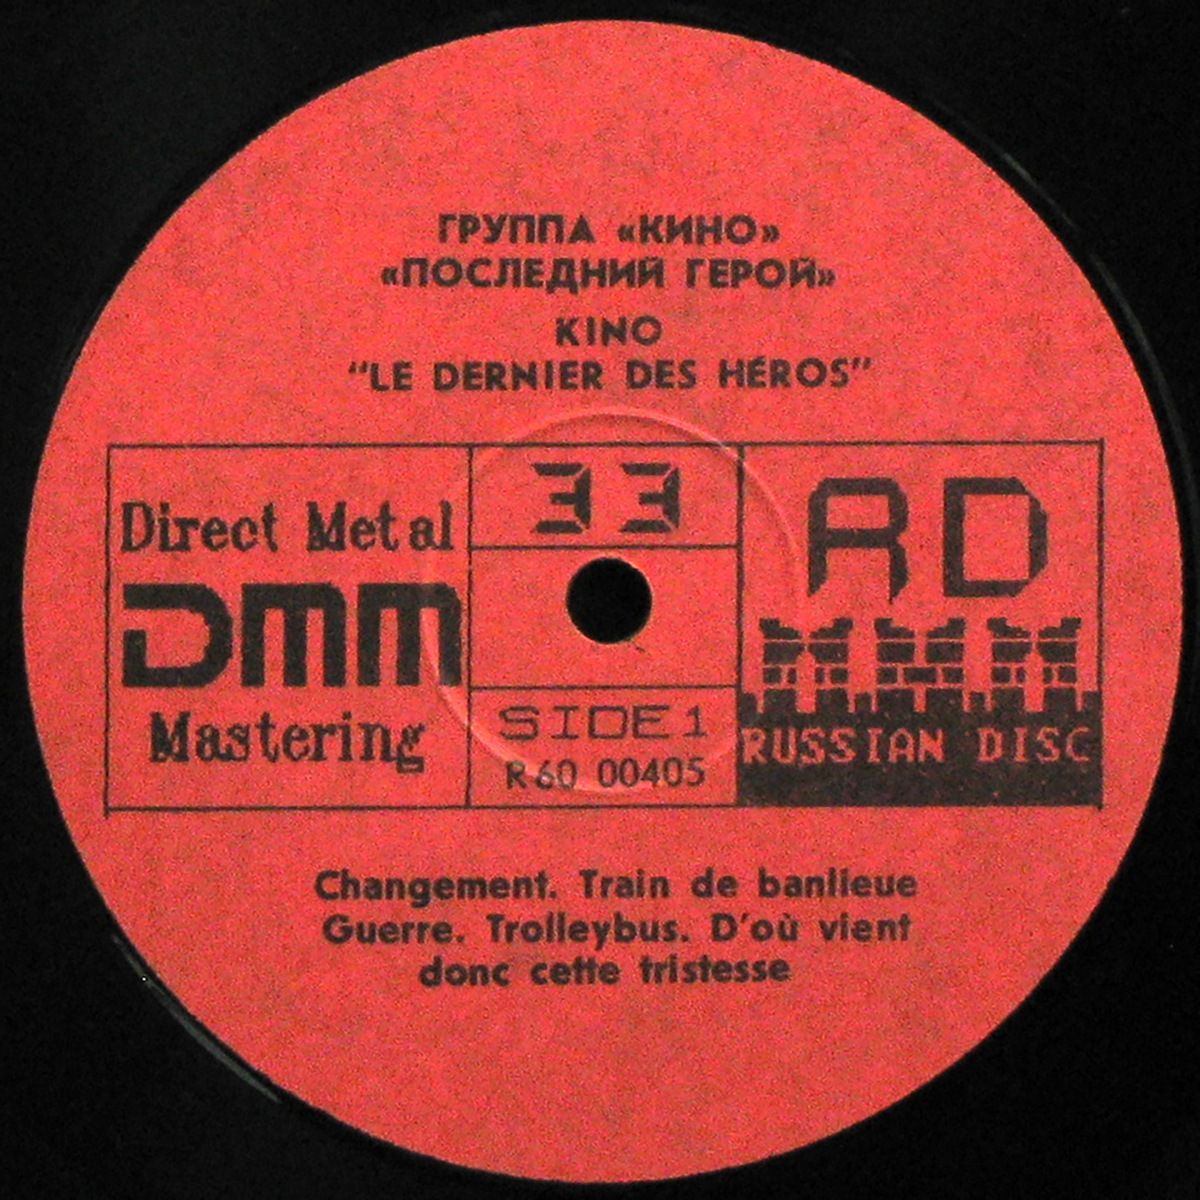 ГРУППА «КИНО»
«ПОСЛЕДНИЙ ГЕРОЙ»
KINO
“LE DERNIER DES HÉROS”
Direct Metal
DMM
Mastering
33
SIDE 1
R60 00405
RD
RUSSIAN DISC
Changement. Train de banlieue
Guerre. Trolleybus. D'où vient
donc cette tristesse